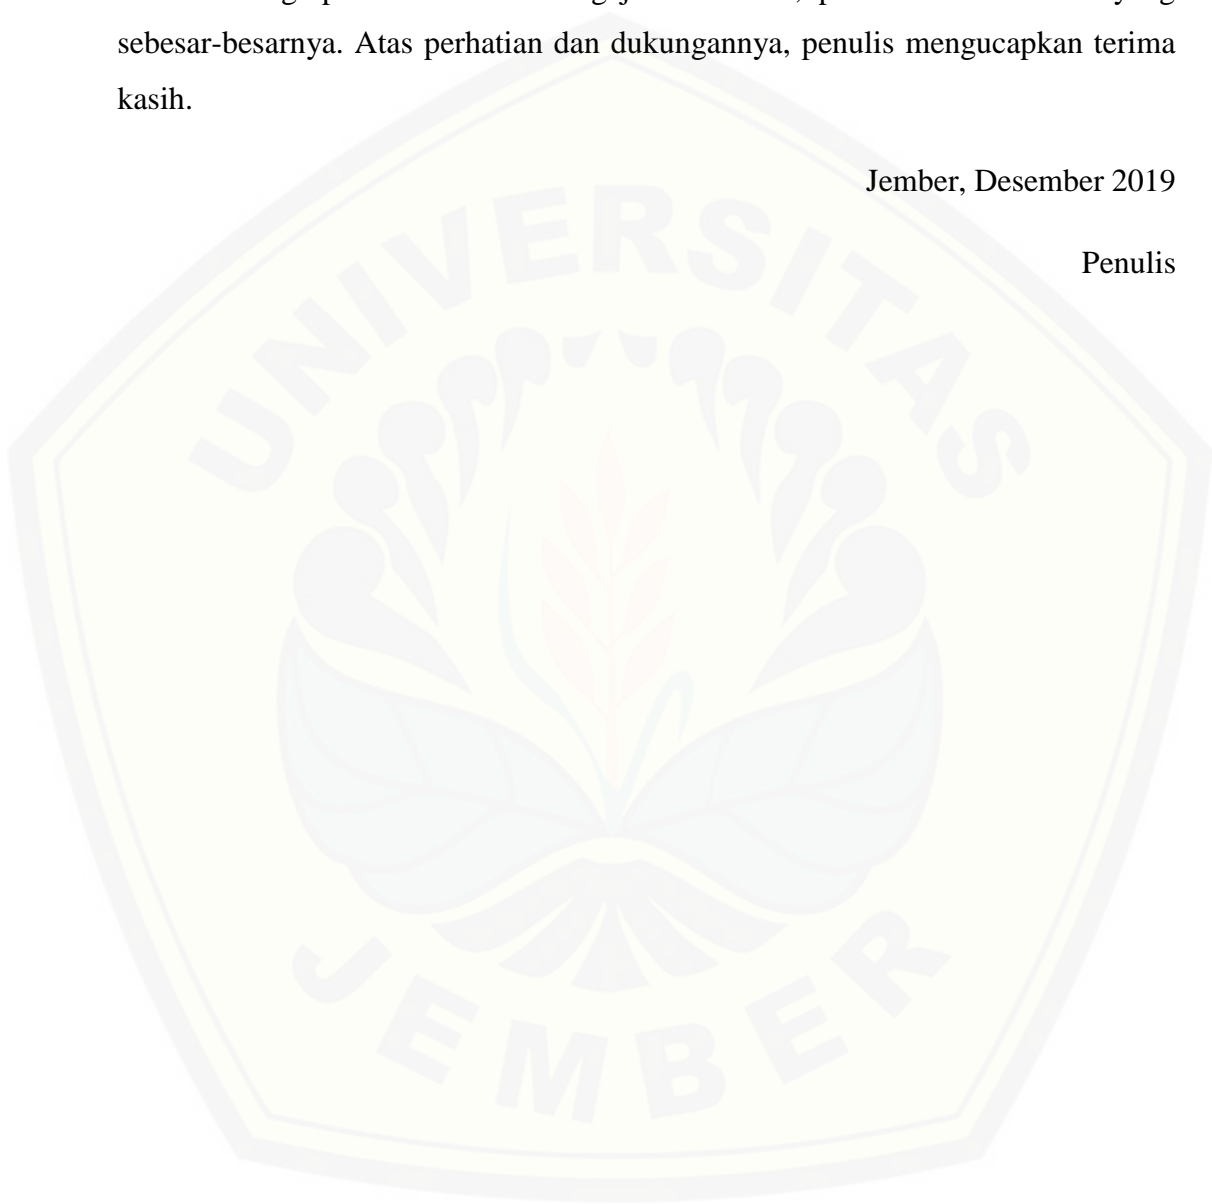 sebesar-besarnya. Atas perhatian dan dukungannya, penulis mengucapkan terima
kasih.
Jember, Desember 2019
Penulis
UNIVERSITAS
JEMBER